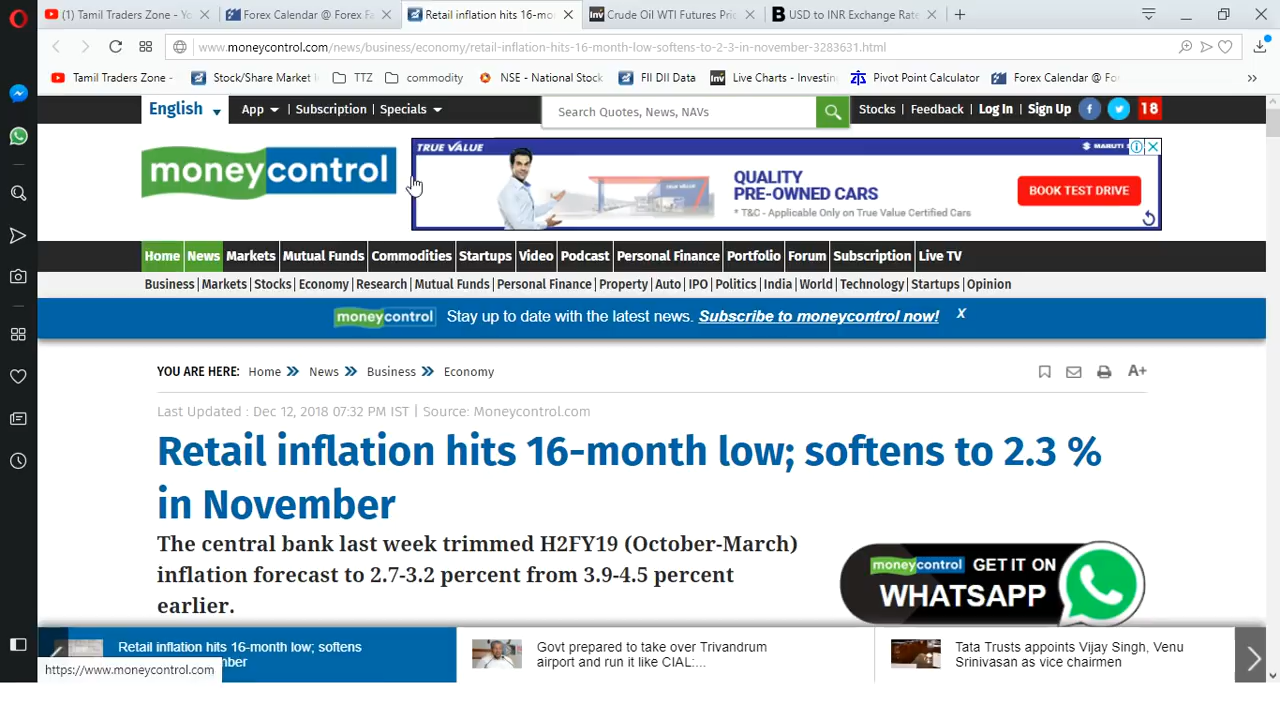 (1) Tamil Traders Zone - Yo
Forex Calendar @ Forex Fa
Retail inflation hits 16-mo
Inv Crude Oil WTI Futures Pric
B USD to INR Exchange Rate
www.moneycontrol.com/news/business/economy/retail-inflation-hits-16-month-low-softens-to-2-3-in-november-3283631.html
Tamil Traders Zone -
Stock/Share Market
TTZ
commodity
NSE - National Stock
FII DII Data
Inv Live Charts - Investin
Pivot Point Calculator
Forex Calendar @ Fo
English
App
Subscription
Specials
Search Quotes, News, NAVs
Stocks
Feedback
Log In
Sign Up
18
moneycontrol
TRUE VALUE
QUALITY
PRE-OWNED CARS
* T&C - Applicable Only on True Value Certified Cars
BOOK TEST DRIVE
Home News Markets Mutual Funds Commodities Startups Video Podcast Personal Finance Portfolio Forum Subscription Live TV
Business | Markets | Stocks | Economy | Research | Mutual Funds | Personal Finance | Property | Auto | IPO | Politics | India | World | Technology | Startups | Opinion
moneycontrol Stay up to date with the latest news. Subscribe to moneycontrol now! X
YOU ARE HERE: Home News Business Economy
A+
Last Updated : Dec 12, 2018 07:32 PM IST | Source: Moneycontrol.com
Retail inflation hits 16-month low; softens to 2.3 %
in November
The central bank last week trimmed H2FY19 (October-March)
inflation forecast to 2.7-3.2 percent from 3.9-4.5 percent
earlier.
moneycontrol GET IT ON
WHATSAPP
Retail inflation hits 16-month low; softens
Govt prepared to take over Trivandrum
airport and run it like CIAL:...
Tata Trusts appoints Vijay Singh, Venu
Srinivasan as vice chairmen
https://www.moneycontrol.com